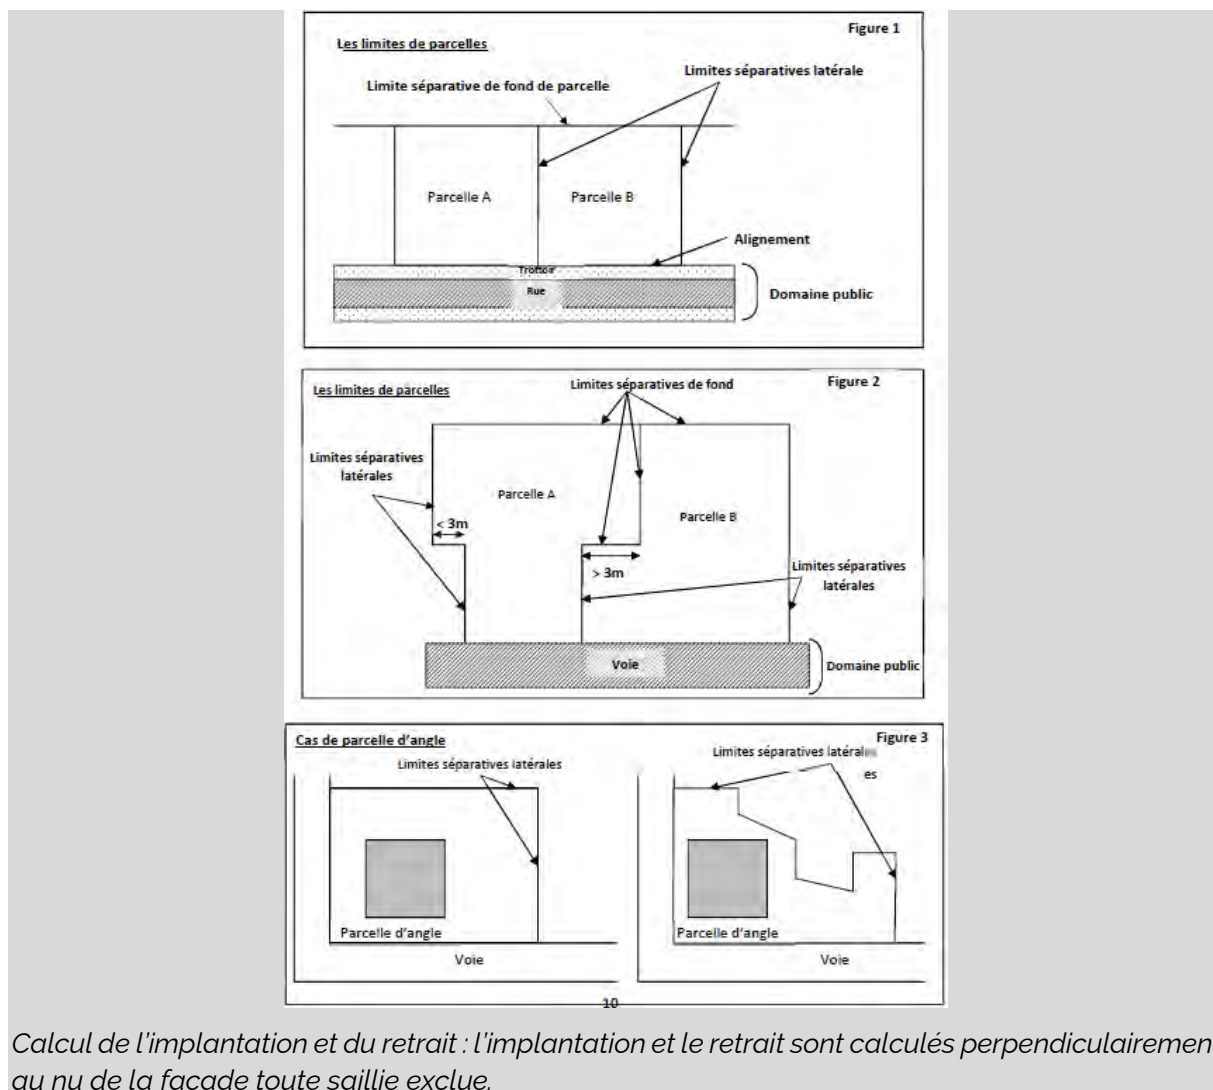 Figure 1
Les limites de parcelles
Limites séparatives latérale
Limite séparative de fond de parcelle
Parcelle A
Parcelle B
Alignement
Trottoir
Rue
Domaine public
Limites séparatives de fond
Figure 2
Les limites de parcelles
Limites séparatives
latérales
Parcelle A
Parcelle B
< 3m
> 3m
Limites séparatives
latérales
Voie
Domaine public
Cas de parcelle d'angle
Figure 3
Limites séparatives latérales
Limites séparatives latérales
es
Parcelle d'angle
Parcelle d'angle
Voie
Voie
10
Calcul de l'implantation et du retrait : l'implantation et le retrait sont calculés perpendiculairemen
au nu de la façade toute saillie exclue.